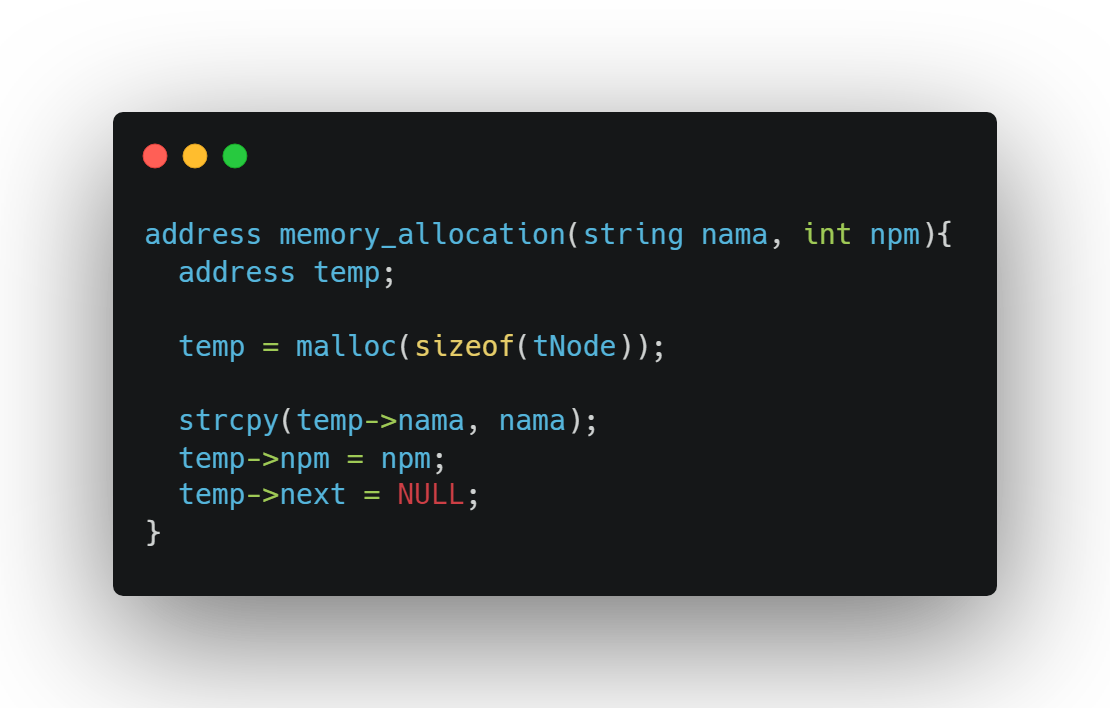 address memory_allocation(string nama, int npm){
  address temp;
  temp = malloc(sizeof(tNode));
  strcpy(temp->nama, nama);
  temp->npm = npm;
  temp->next = NULL;
}